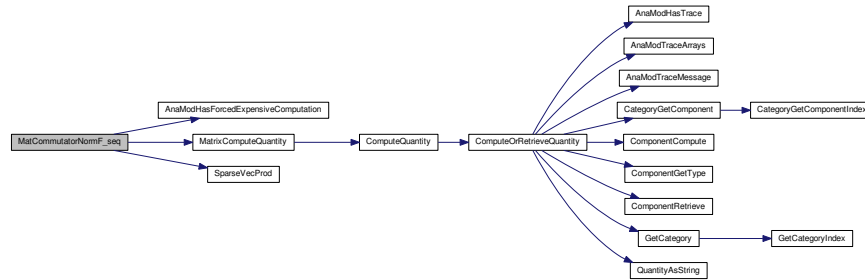 AnaModHasTrace
AnaModTraceArrays
AnaModTraceMessage
AnaModHasForcedExpensiveComputation
CategoryGetComponent
CategoryGetComponentIndex
MatCommutatorNormF_seq
MatrixComputeQuantity
ComputeQuantity
ComputeOrRetrieveQuantity
ComponentCompute
SparseVecProd
ComponentGetType
ComponentRetrieve
GetCategory
GetCategoryIndex
QuantityAsString